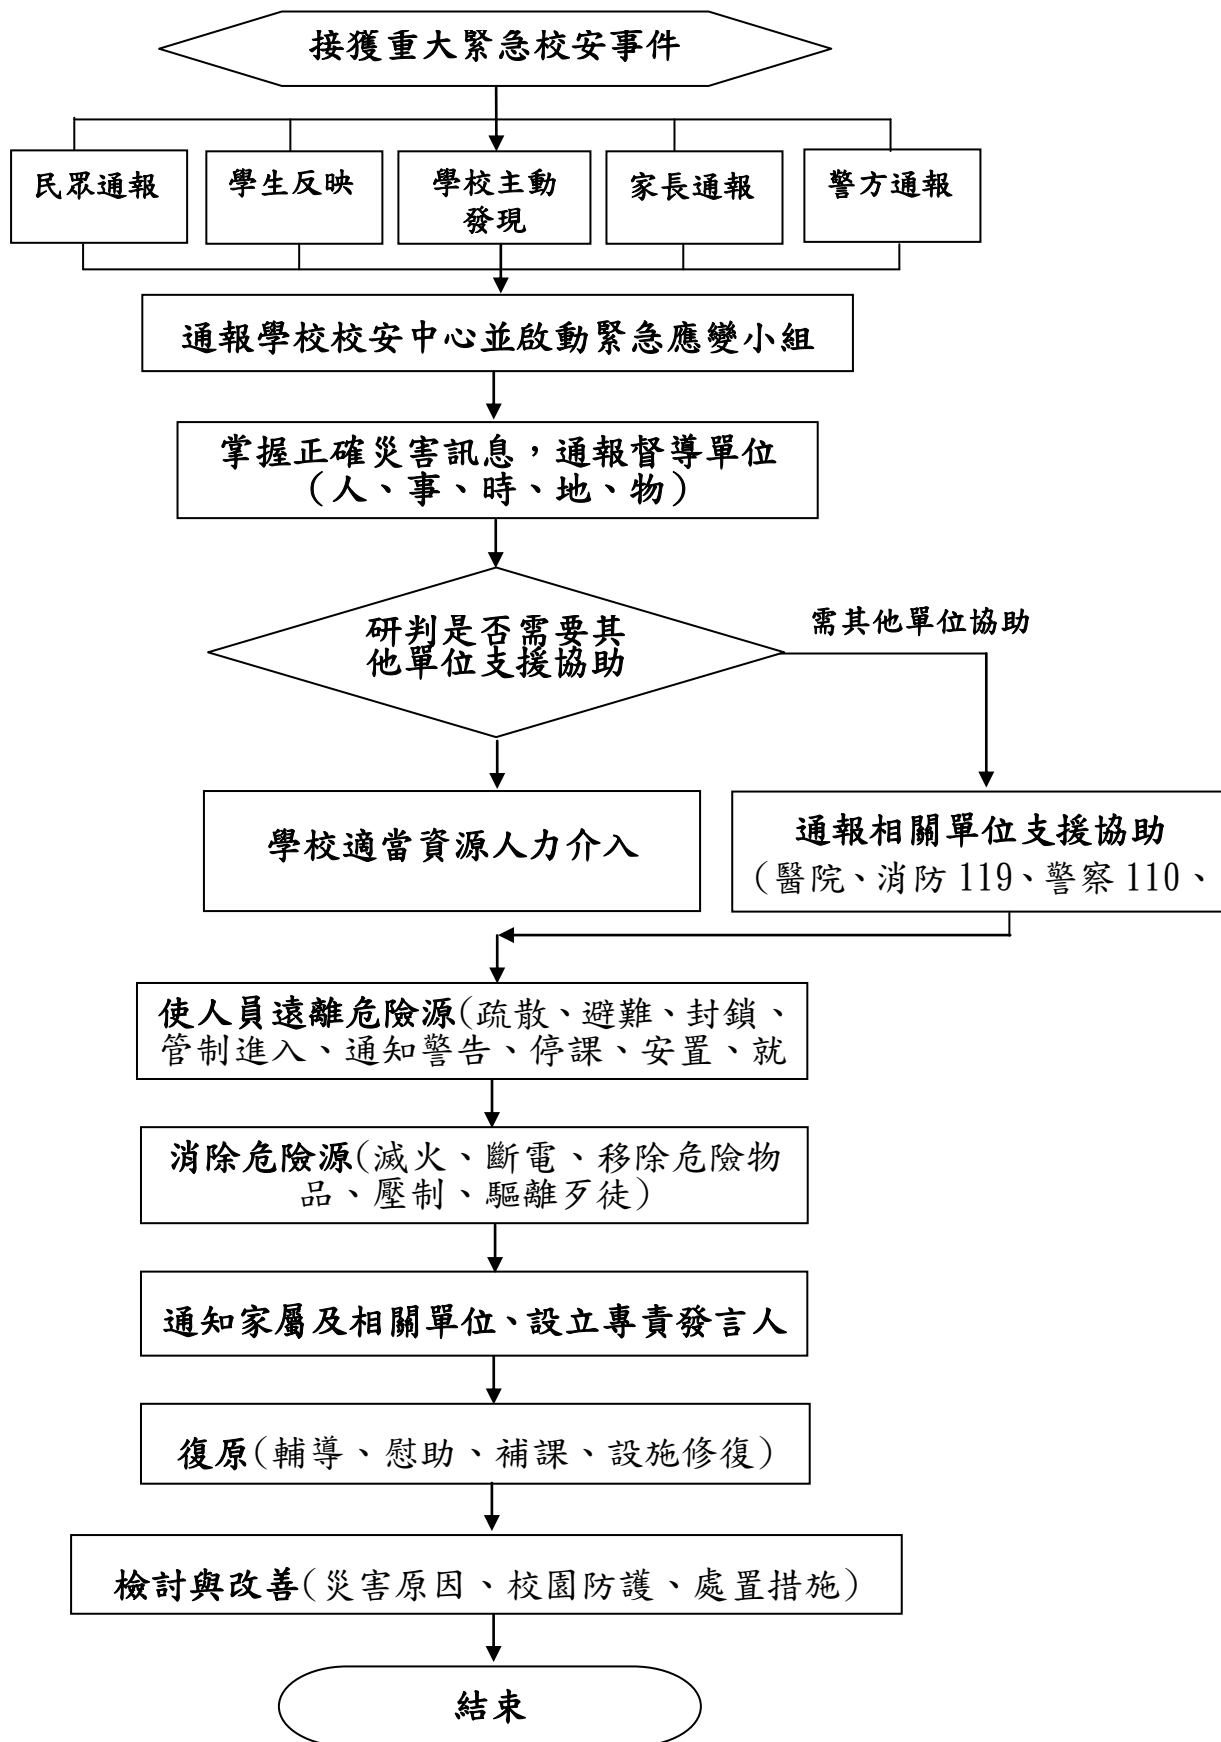 接獲重大緊急校安事件
民眾通報
學生反映
學校主動
發現
家長通報
警方通報
通報學校校安中心並啟動緊急應變小組
掌握正確災害訊息，通報督導單位
（人、事、時、地、物）
研判是否需要其
他單位支援協助
需其他單位協助
學校適當資源人力介入
通報相關單位支援協助
（醫院、消防 119、警察 110、
使人員遠離危險源(疏散、避難、封鎖、
管制進入、通知警告、停課、安置、就
消除危險源(滅火、斷電、移除危險物
品、壓制、驅離歹徒)
通知家屬及相關單位、設立專責發言人
復原(輔導、慰助、補課、設施修復)
檢討與改善(災害原因、校園防護、處置措施)
結束